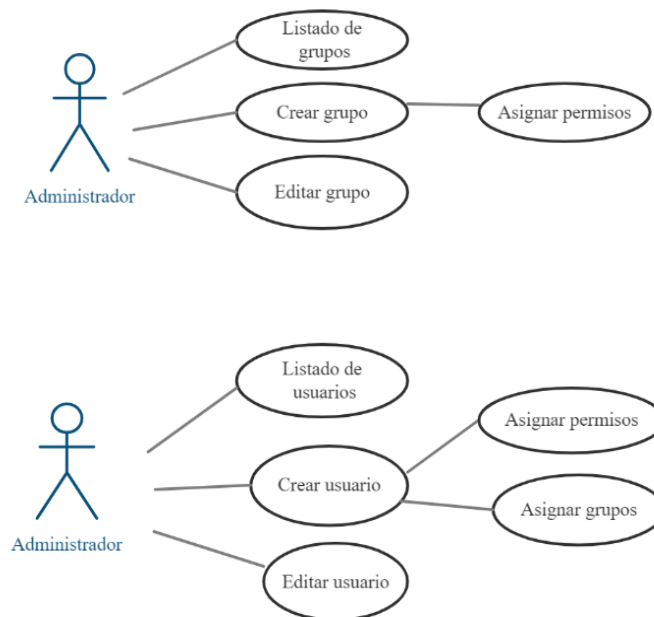 Listado de
grupos
Crear grupo
Asignar permisos
Editar grupo
Administrador
Listado de
usuarios
Asignar permisos
Crear usuario
Asignar grupos
Administrador
Editar usuario